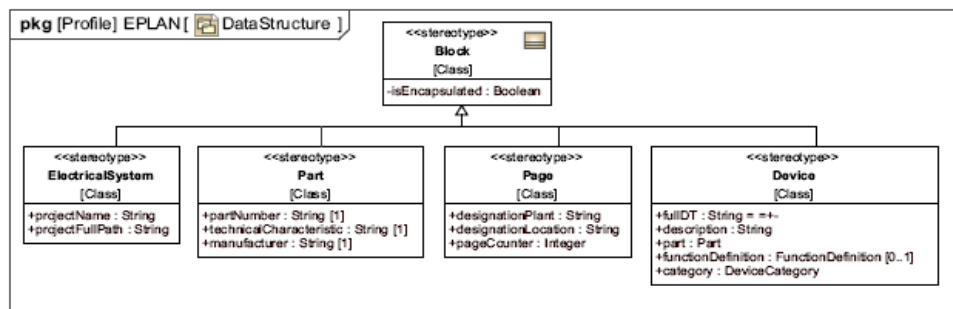 pkg [Profile] EPLAN [ DataStructure ]
<<stereotype>>
Block
[Class]
-isEncapsulated : Boolean
<<stereotype>>
ElectricalSystem
[Class]
+projectName : String
+projectFullPath : String
<<stereotype>>
Part
[Class]
+partNumber : String [1]
+technicalCharacteristic : String [1]
+manufacturer : String [1]
<<stereotype>>
Page
[Class]
+designationPlant : String
+designationLocation : String
+pageCounter : Integer
<<stereotype>>
Device
[Class]
+fullDT : String = =+-
+description : String
+part : Part
+functionDefinition : FunctionDefinition [0..1]
+category : DeviceCategory